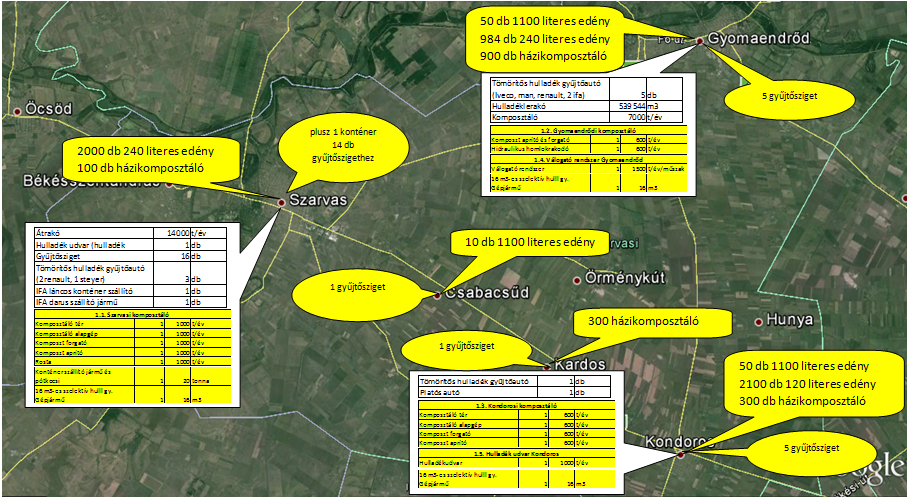 50 db 1100 literes edény
984 db 240 literes edény
900 db házikomposztáló
Gyomaendrőd
5 gyűjtősziget
Tömörítős hulladék gyűjtőautó
(Iveco, man, renault, 2 ifa) 5 db
Hulladéklerakó 539 544 m3
Komposztáló 7000 t/év
1.2. Gyomaendrődi komposztáló
Komposzt aprító és forgató 1 600 t/év
Hidraulikus homlokrakodó 1 600 t/év
1.4. Válogató rendszer Gyomaendrőd
Válogató rendszer 1 1500 t/év/műszak
16 m3-es szelektív hull gy.
Gépjármű 1 16 m3
Öcsöd
plusz 1 konténer
14 db
gyűjtőszigethez
2000 db 240 literes edény
100 db házikomposztáló
Békésszentandrás
Szarvas
Átrakó 14000 t/év
Hulladék udvar (hulladék 1 db
Gyűjtősziget 16 db
Tömörítős hulladék gyűjtőautó
(2 renault, 1 steyer) 3 db
IFA láncos konténer szállító 1 db
IFA darus szállító jármű 1 db
1.1. Szarvasi komposztáló
Komposztáló tér 1 1000 t/év
Komposztáló alapgép 1 1000 t/év
Komposzt forgató 1 1000 t/év
Komposzt aprító 1 1000 t/év
Rosta 1 1000 t/év
Konténerszállító jármű és
pótkocsi 1 20 tonna
16 m3-es szelektív hull gy.
Gépjármű 1 16 m3
10 db 1100 literes edény
rvasi
1 gyűjtősziget
Csabacsűd
Örménykút
300 házikomposztáló
Hunya
1 gyűjtősziget
Kardos
50 db 1100 literes edény
2100 db 120 literes edény
300 db házikomposztáló
Tömörítős hulladék gyűjtőautó 1 db
Platós autó 1 db
1.3. Kondorosi komposztáló
Komposztáló tér 1 600 t/év
Komposztáló alapgép 1 600 t/év
Komposzt forgató 1 600 t/év
Komposzt aprító 1 600 t/év
1.5. Hulladék udvar Kondoros
Hulladékudvar 1 1000 t/év
16 m3-es szelektív hull gy.
Gépjármű 1 16 m3
Kondoros
5 gyűjtősziget
ogle